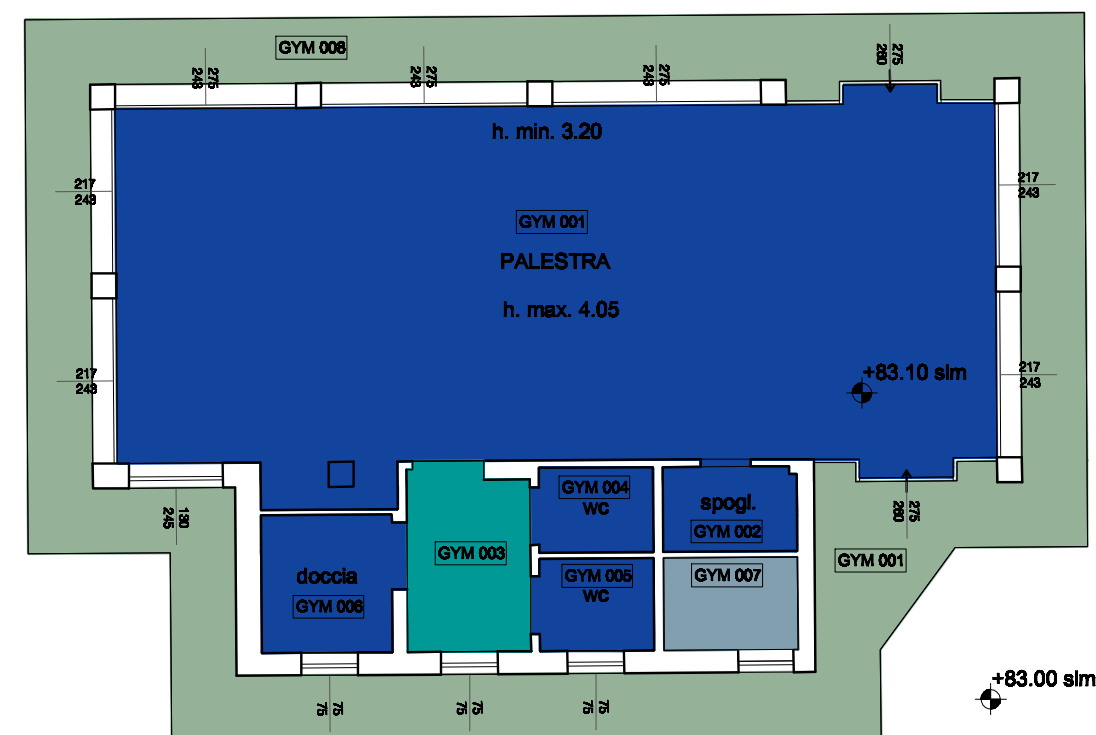 GYM 008
275
243
275
243
275
243
275
260
h. min. 3.20
217
243
217
243
GYM 001
PALESTRA
h. max. 4.05
+83.10 slm
217
243
217
243
GYM 004
WC
spogl.
GYM 002
130
245
275
260
GYM 003
GYM 001
doccia
GYM 006
GYM 005
WC
GYM 007
+83.00 slm
75
75
75
75
75
75